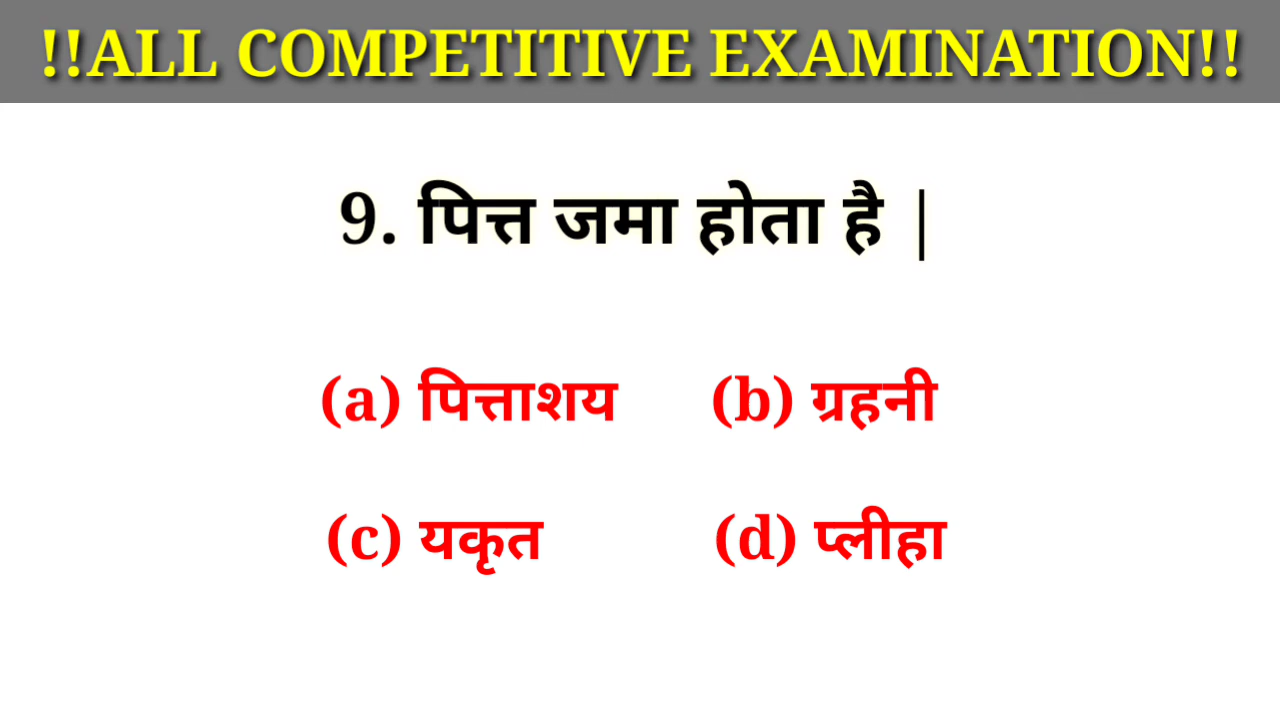 !!ALL COMPETITIVE EXAMINATION!!
9. पित्त जमा होता है |
(a) पित्ताशय (b) ग्रहनी
(c) यकृत (d) प्लीहा